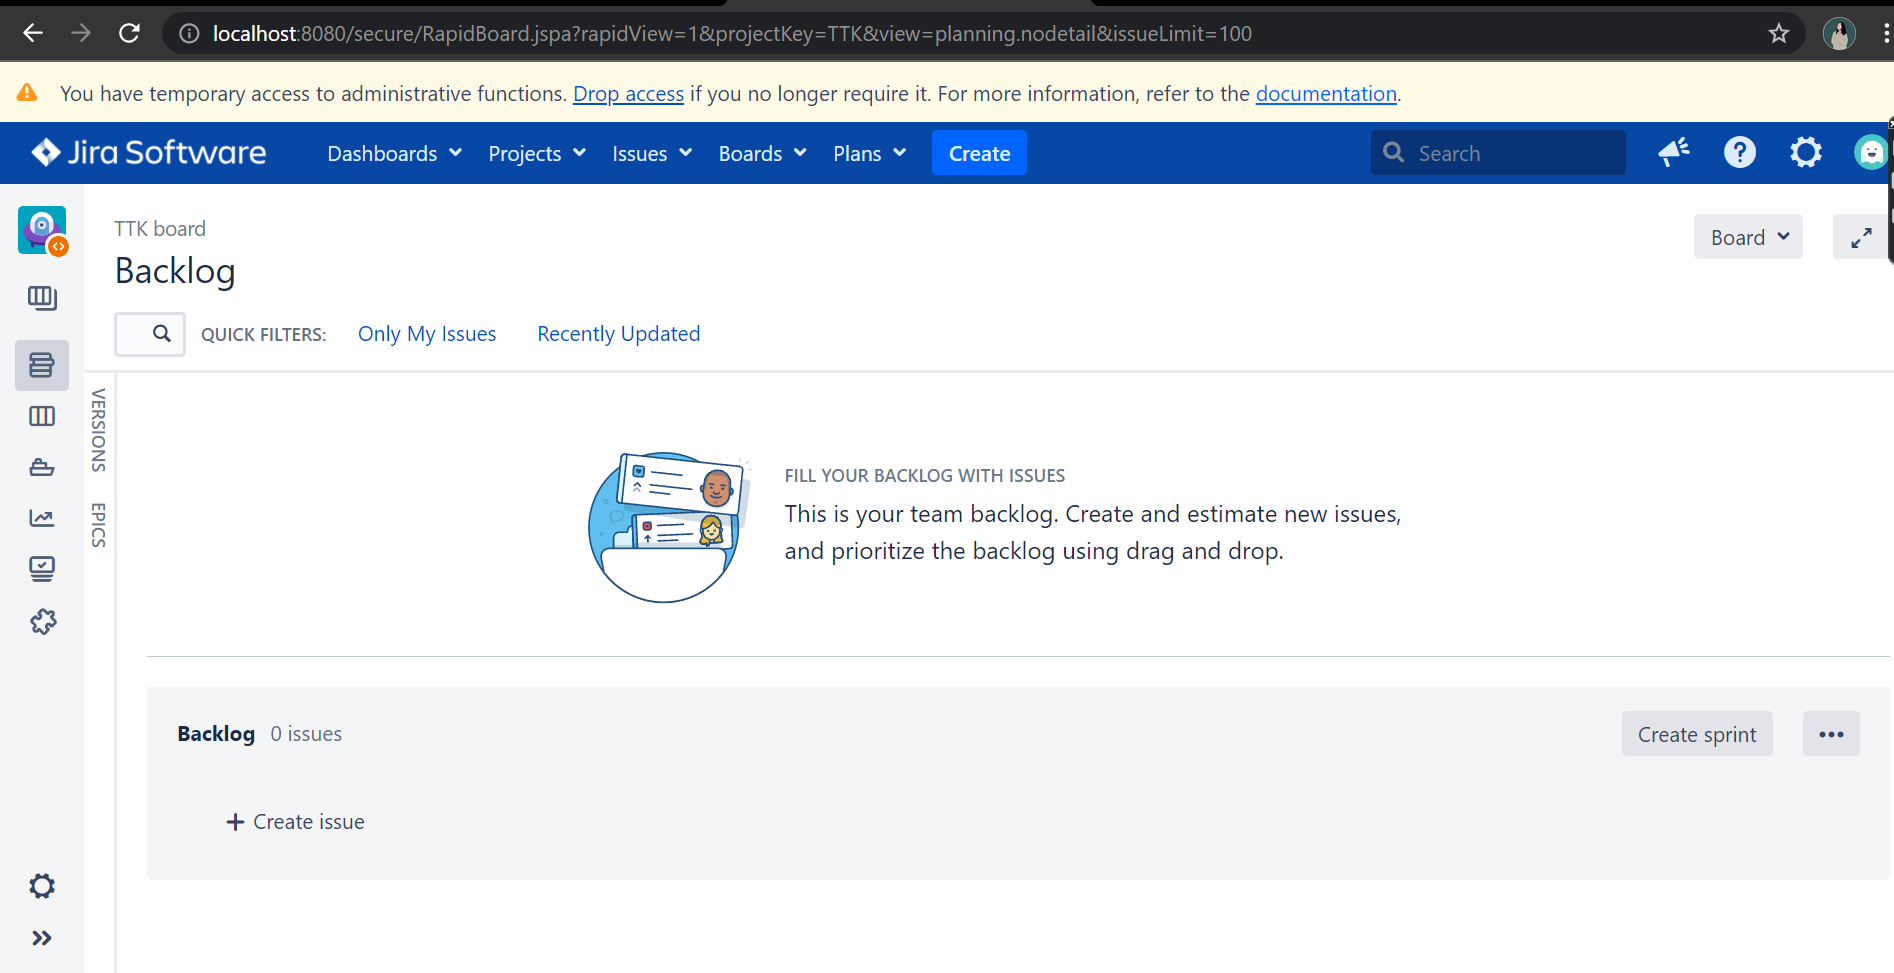 localhost:8080/secure/RapidBoard.jspa?rapidView=1&projectKey=TTK&view=planning.nodetail&issueLimit=100
You have temporary access to administrative functions. Drop access if you no longer require it. For more information, refer to the documentation.
Jira Software Dashboards Projects Issues Boards Plans Create Search
TTK board
Board
Backlog
QUICK FILTERS: Only My Issues Recently Updated
VERSIONS
EPICS
FILL YOUR BACKLOG WITH ISSUES
This is your team backlog. Create and estimate new issues,
and prioritize the backlog using drag and drop.
Backlog 0 issues Create sprint
Create issue